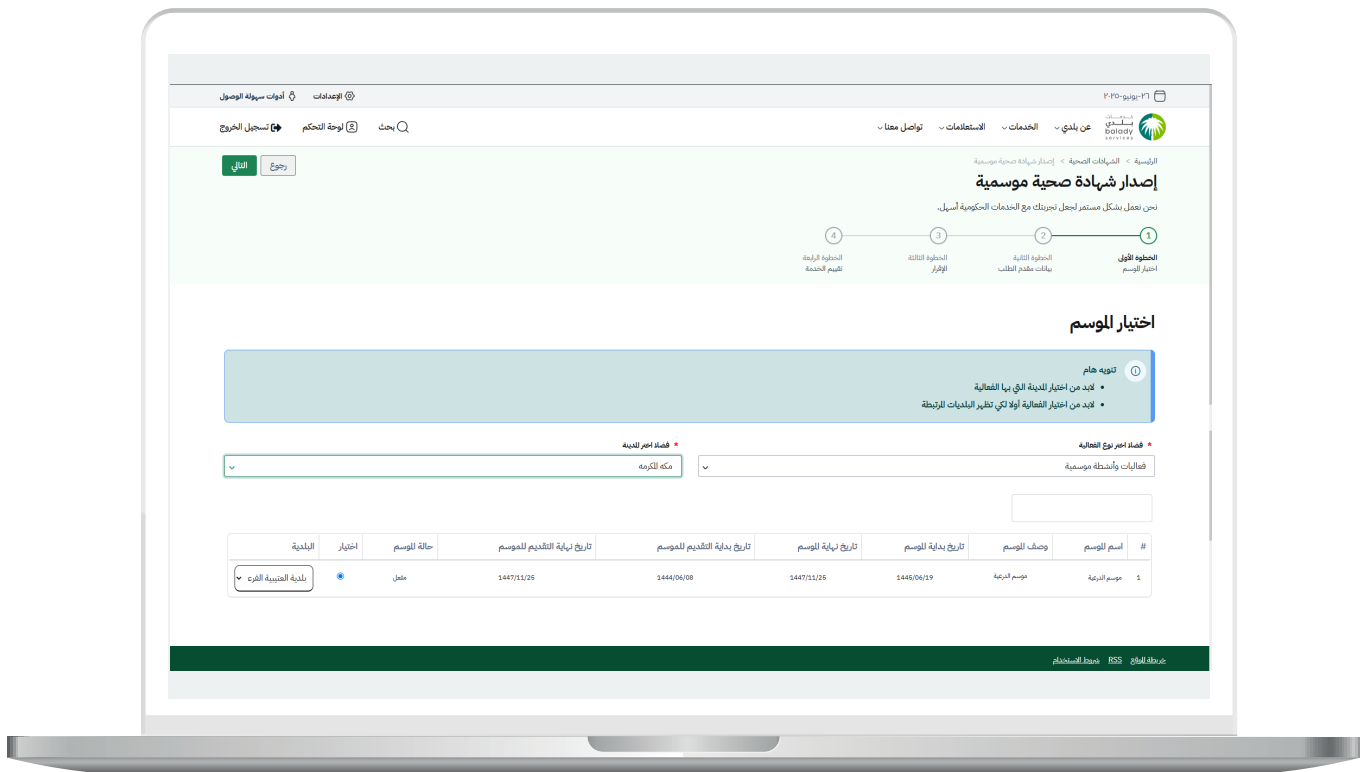 ٢٦-يونيو-٢٠٢٥
الإعدادات أدوات سهولة الوصول
خدمات بلدي
balady
services
عن بلدي الخدمات الاستعلامات تواصل معنا بحث لوحة التحكم تسجيل الخروج
الرئيسية > الشهادات الصحية > إصدار شهادة صحية موسمية
رجوع التالي
إصدار شهادة صحية موسمية
نحن نعمل بشكل مستمر لجعل تجربتك مع الخدمات الحكومية أسهل.
1 2 3 4
الخطوة الأولى الخطوة الثانية الخطوة الثالثة الخطوة الرابعة
اختيار الموسم بيانات مقدم الطلب الإقرار تقييم الخدمة
اختيار الموسم
تنويه هام
• لابد من اختيار المدينة التي بها الفعالية
• لابد من اختيار الفعالية أولا لكي تظهر البلديات المرتبطة
* فضلا اختر نوع الفعالية * فضلا اختر المدينة
فعاليات وأنشطة موسمية مكه المكرمه
# اسم الموسم وصف الموسم تاريخ بداية الموسم تاريخ نهاية الموسم تاريخ بداية التقديم للموسم تاريخ نهاية التقديم للموسم حالة الموسم اختيار البلدية
1 موسم الدرعية موسم الدرعية 1445/06/19 1447/11/25 1444/06/08 1447/11/25 مفعل بلدية العتيبية الفرع
خريطة الموقع RSS شروط الاستخدام